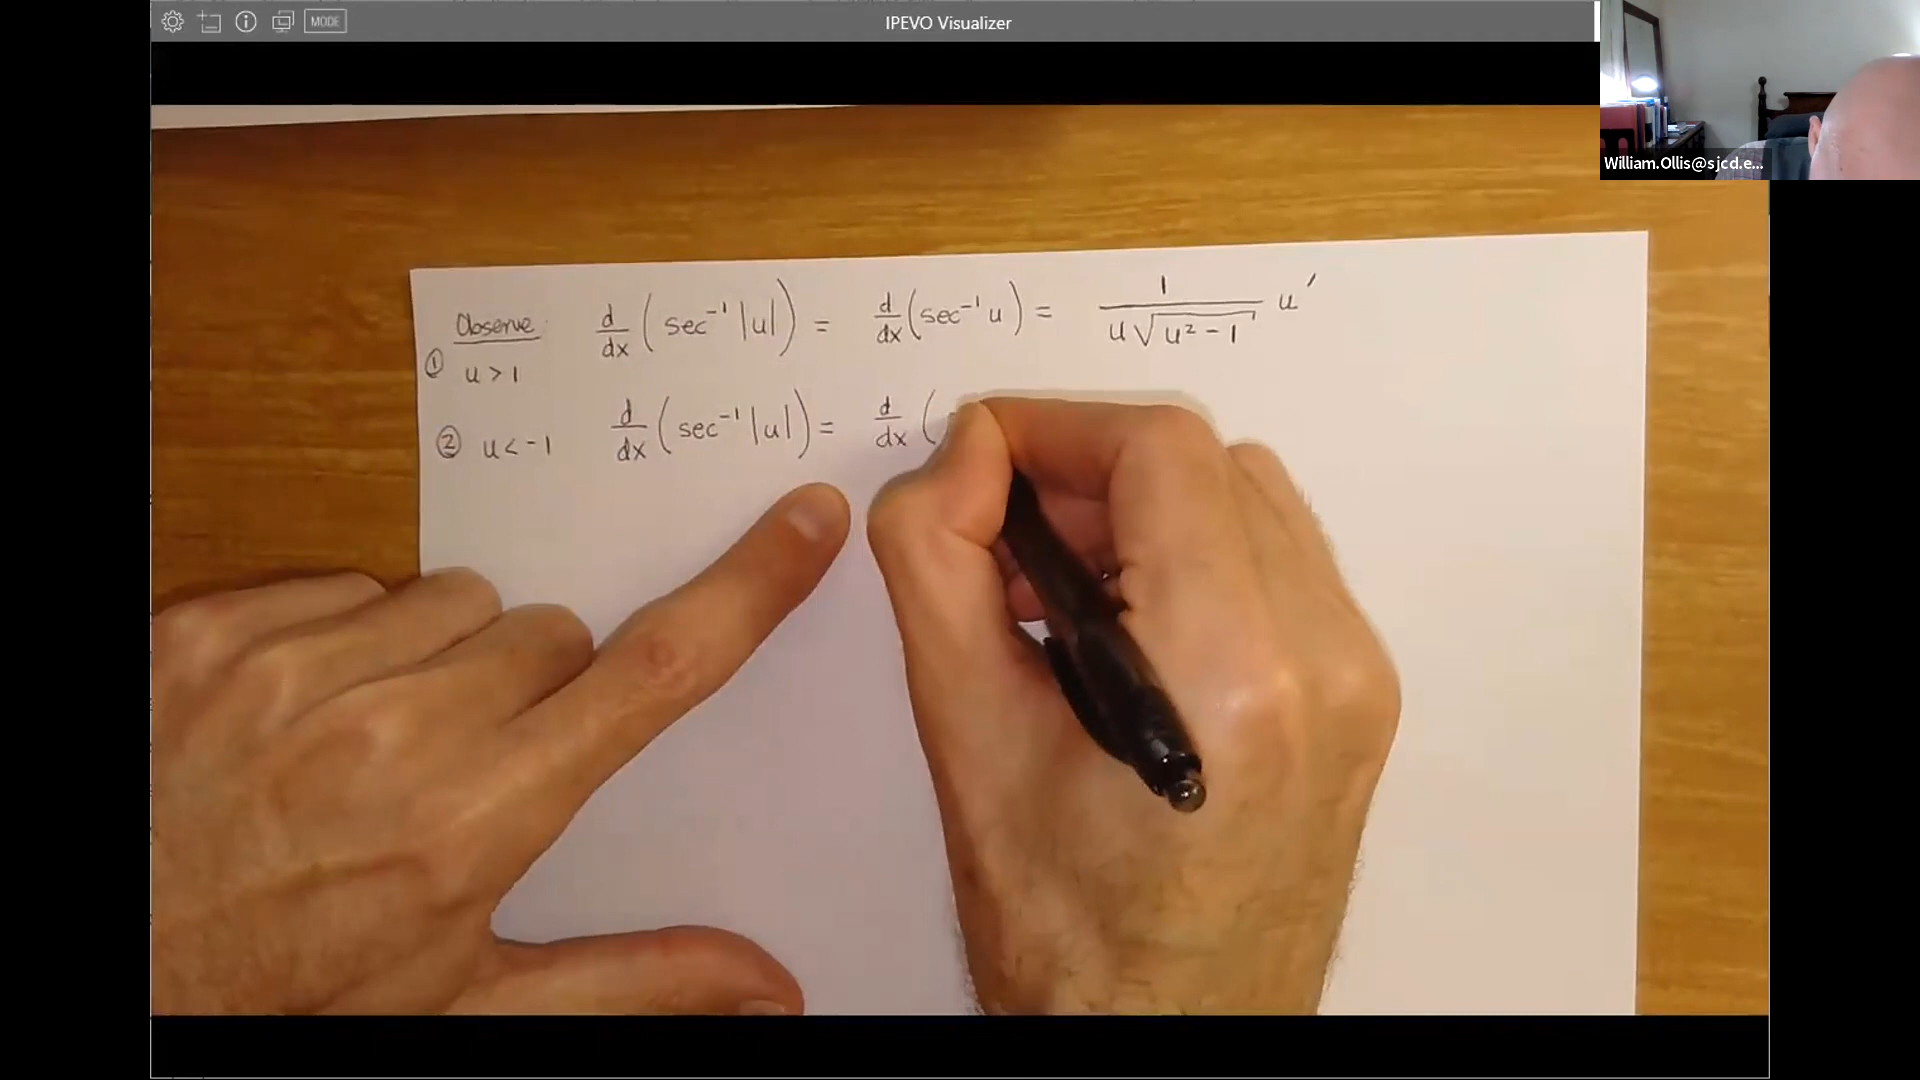 MODE
IPEVO Visualizer
William.Ollis@sjcd.e...
Observe: d/dx (sec⁻¹ |u|) = d/dx (sec⁻¹ u) = 1/(u√(u² - 1)) u′
① u > 1
② u < -1 d/dx (sec⁻¹ |u|) = d/dx (